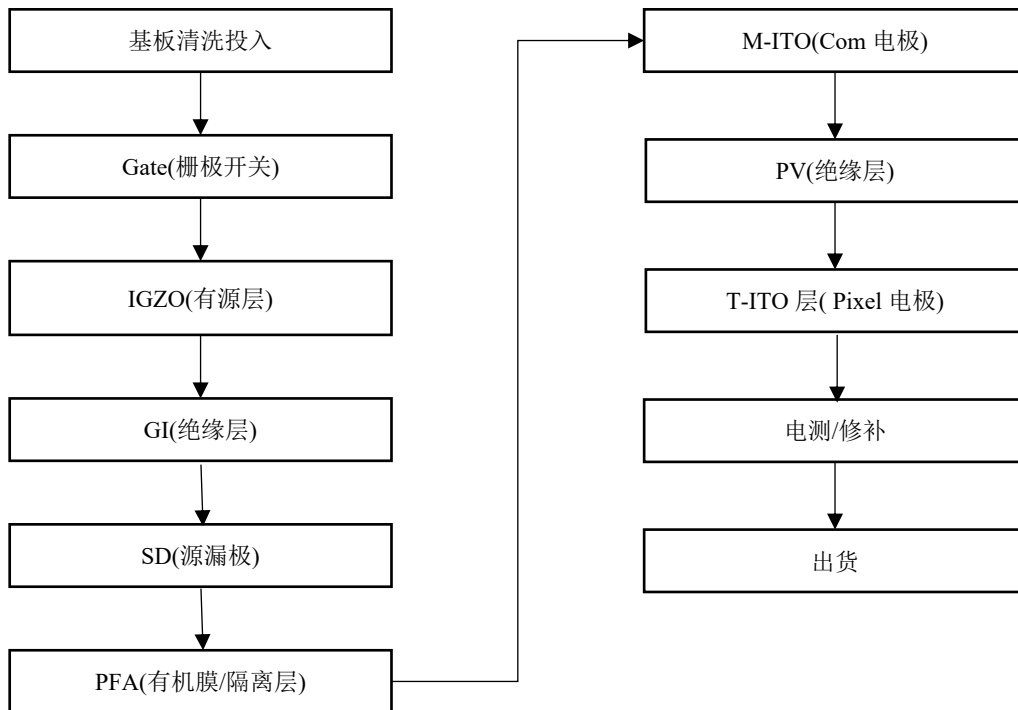 基板清洗投入
Gate(栅极开关)
IGZO(有源层)
GI(绝缘层)
SD(源漏极)
PFA(有机膜/隔离层)
M-ITO(Com 电极)
PV(绝缘层)
T-ITO 层( Pixel 电极)
电测/修补
出货